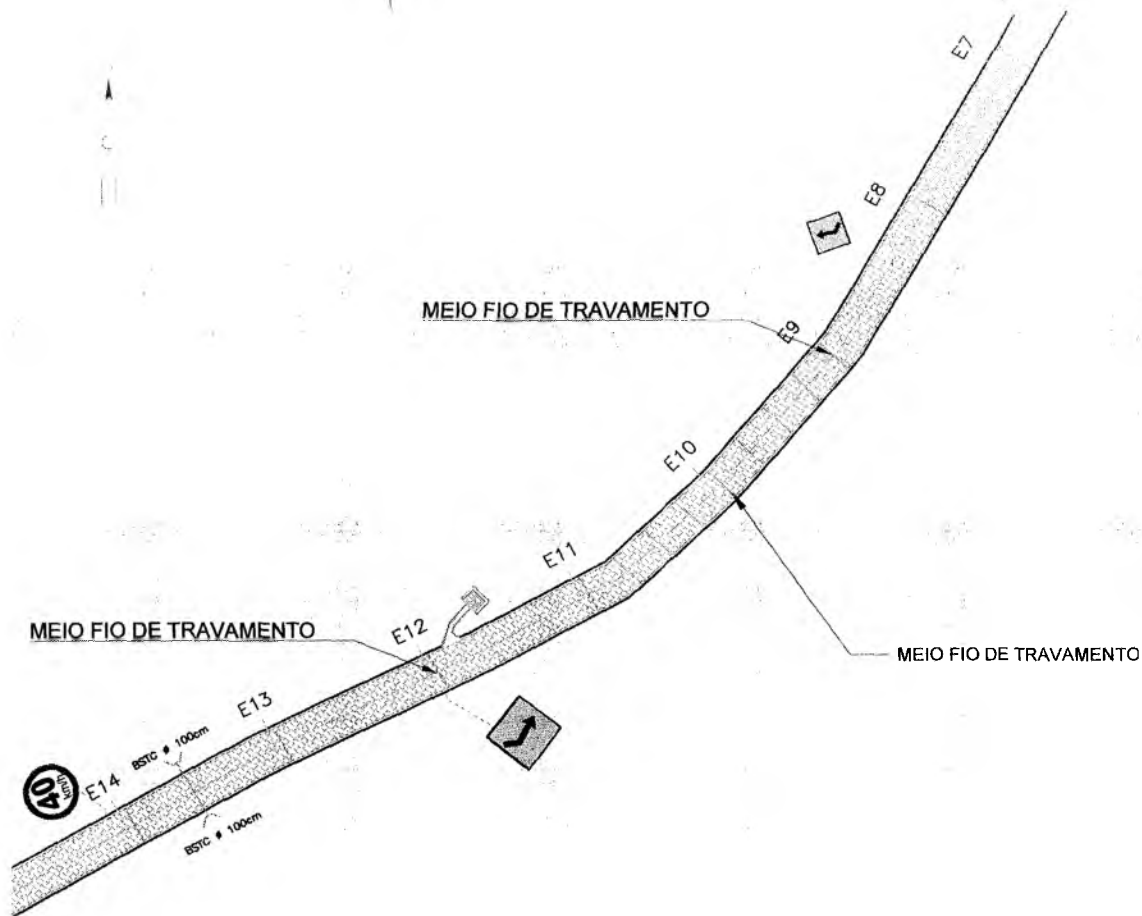 E7
E8
MEIO FIO DE TRAVAMENTO
E9
E10
E11
MEIO FIO DE TRAVAMENTO
E12
MEIO FIO DE TRAVAMENTO
E13
BSTC ø 100cm
40
km/h
E14
BSTC ø 100cm